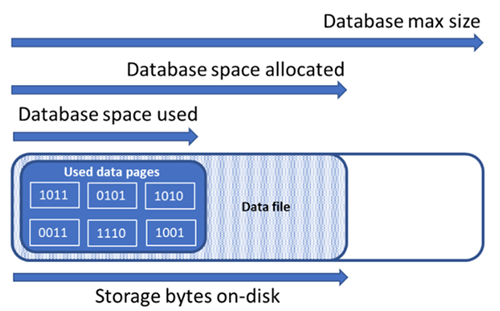 Database max size
Database space allocated
Database space used
Used data pages
1011 0101 1010
Data file
0011 1110 1001
Storage bytes on-disk